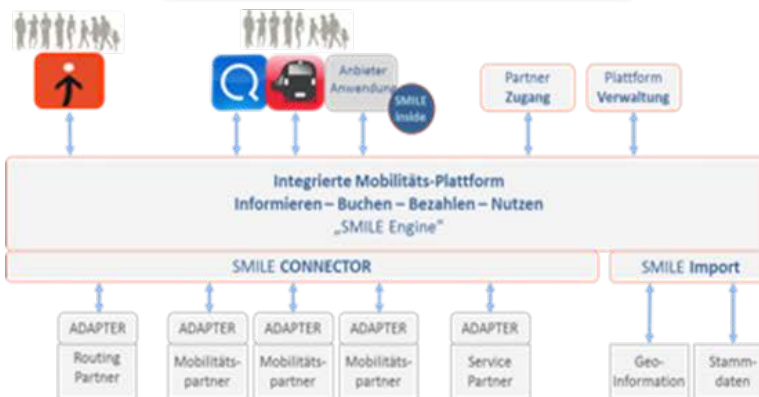 Anbieter
Anwendung
SMILE
Inside
Partner
Zugang
Plattform
Verwaltung
Integrierte Mobilitäts-Plattform
Informieren – Buchen – Bezahlen – Nutzen
„SMILE Engine“
SMILE CONNECTOR
SMILE Import
ADAPTER
Routing
Partner
ADAPTER
Mobilitäts-
partner
ADAPTER
Mobilitäts-
partner
ADAPTER
Mobilitäts-
partner
ADAPTER
Service
Partner
Geo-
Information
Stamm-
daten